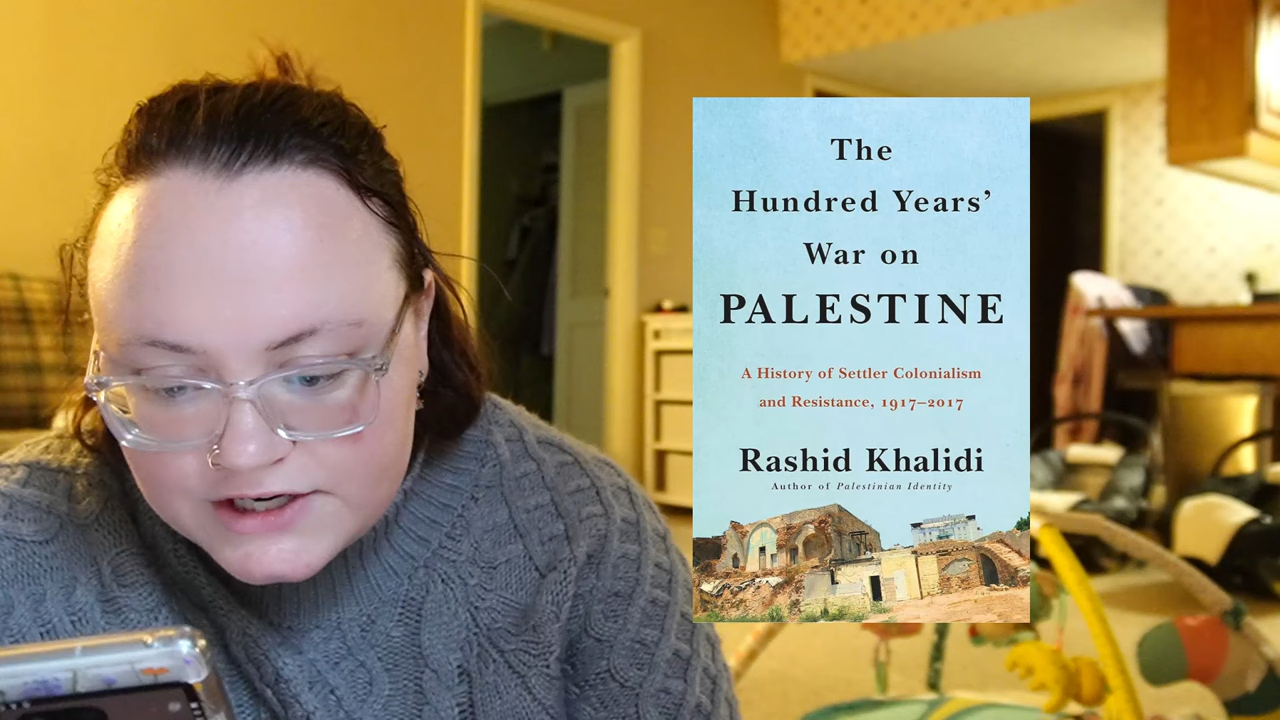 The
Hundred Years’
War on
PALESTINE
A History of Settler Colonialism
and Resistance, 1917–2017
Rashid Khalidi
Author of Palestinian Identity